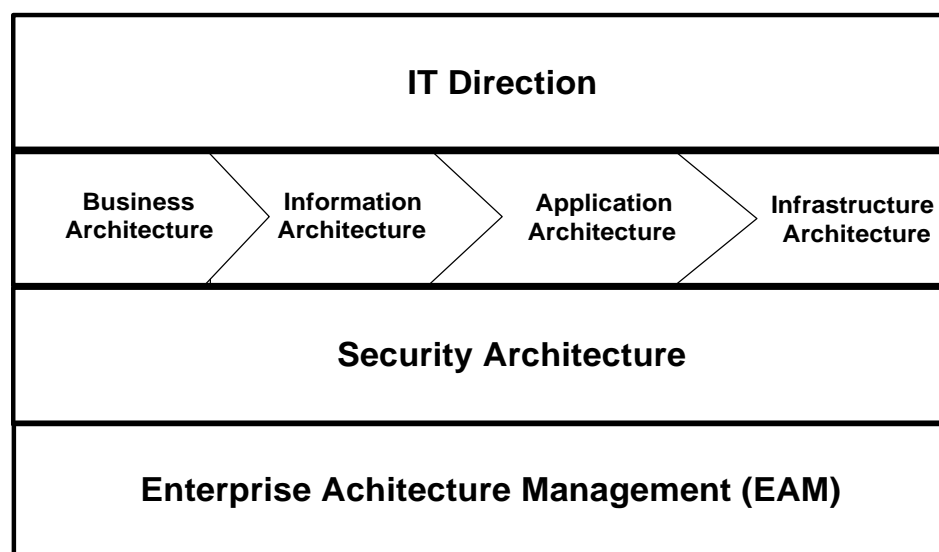 IT Direction
Business
Architecture
Information
Architecture
Application
Architecture
Infrastructure
Architecture
Security Architecture
Enterprise Achitecture Management (EAM)